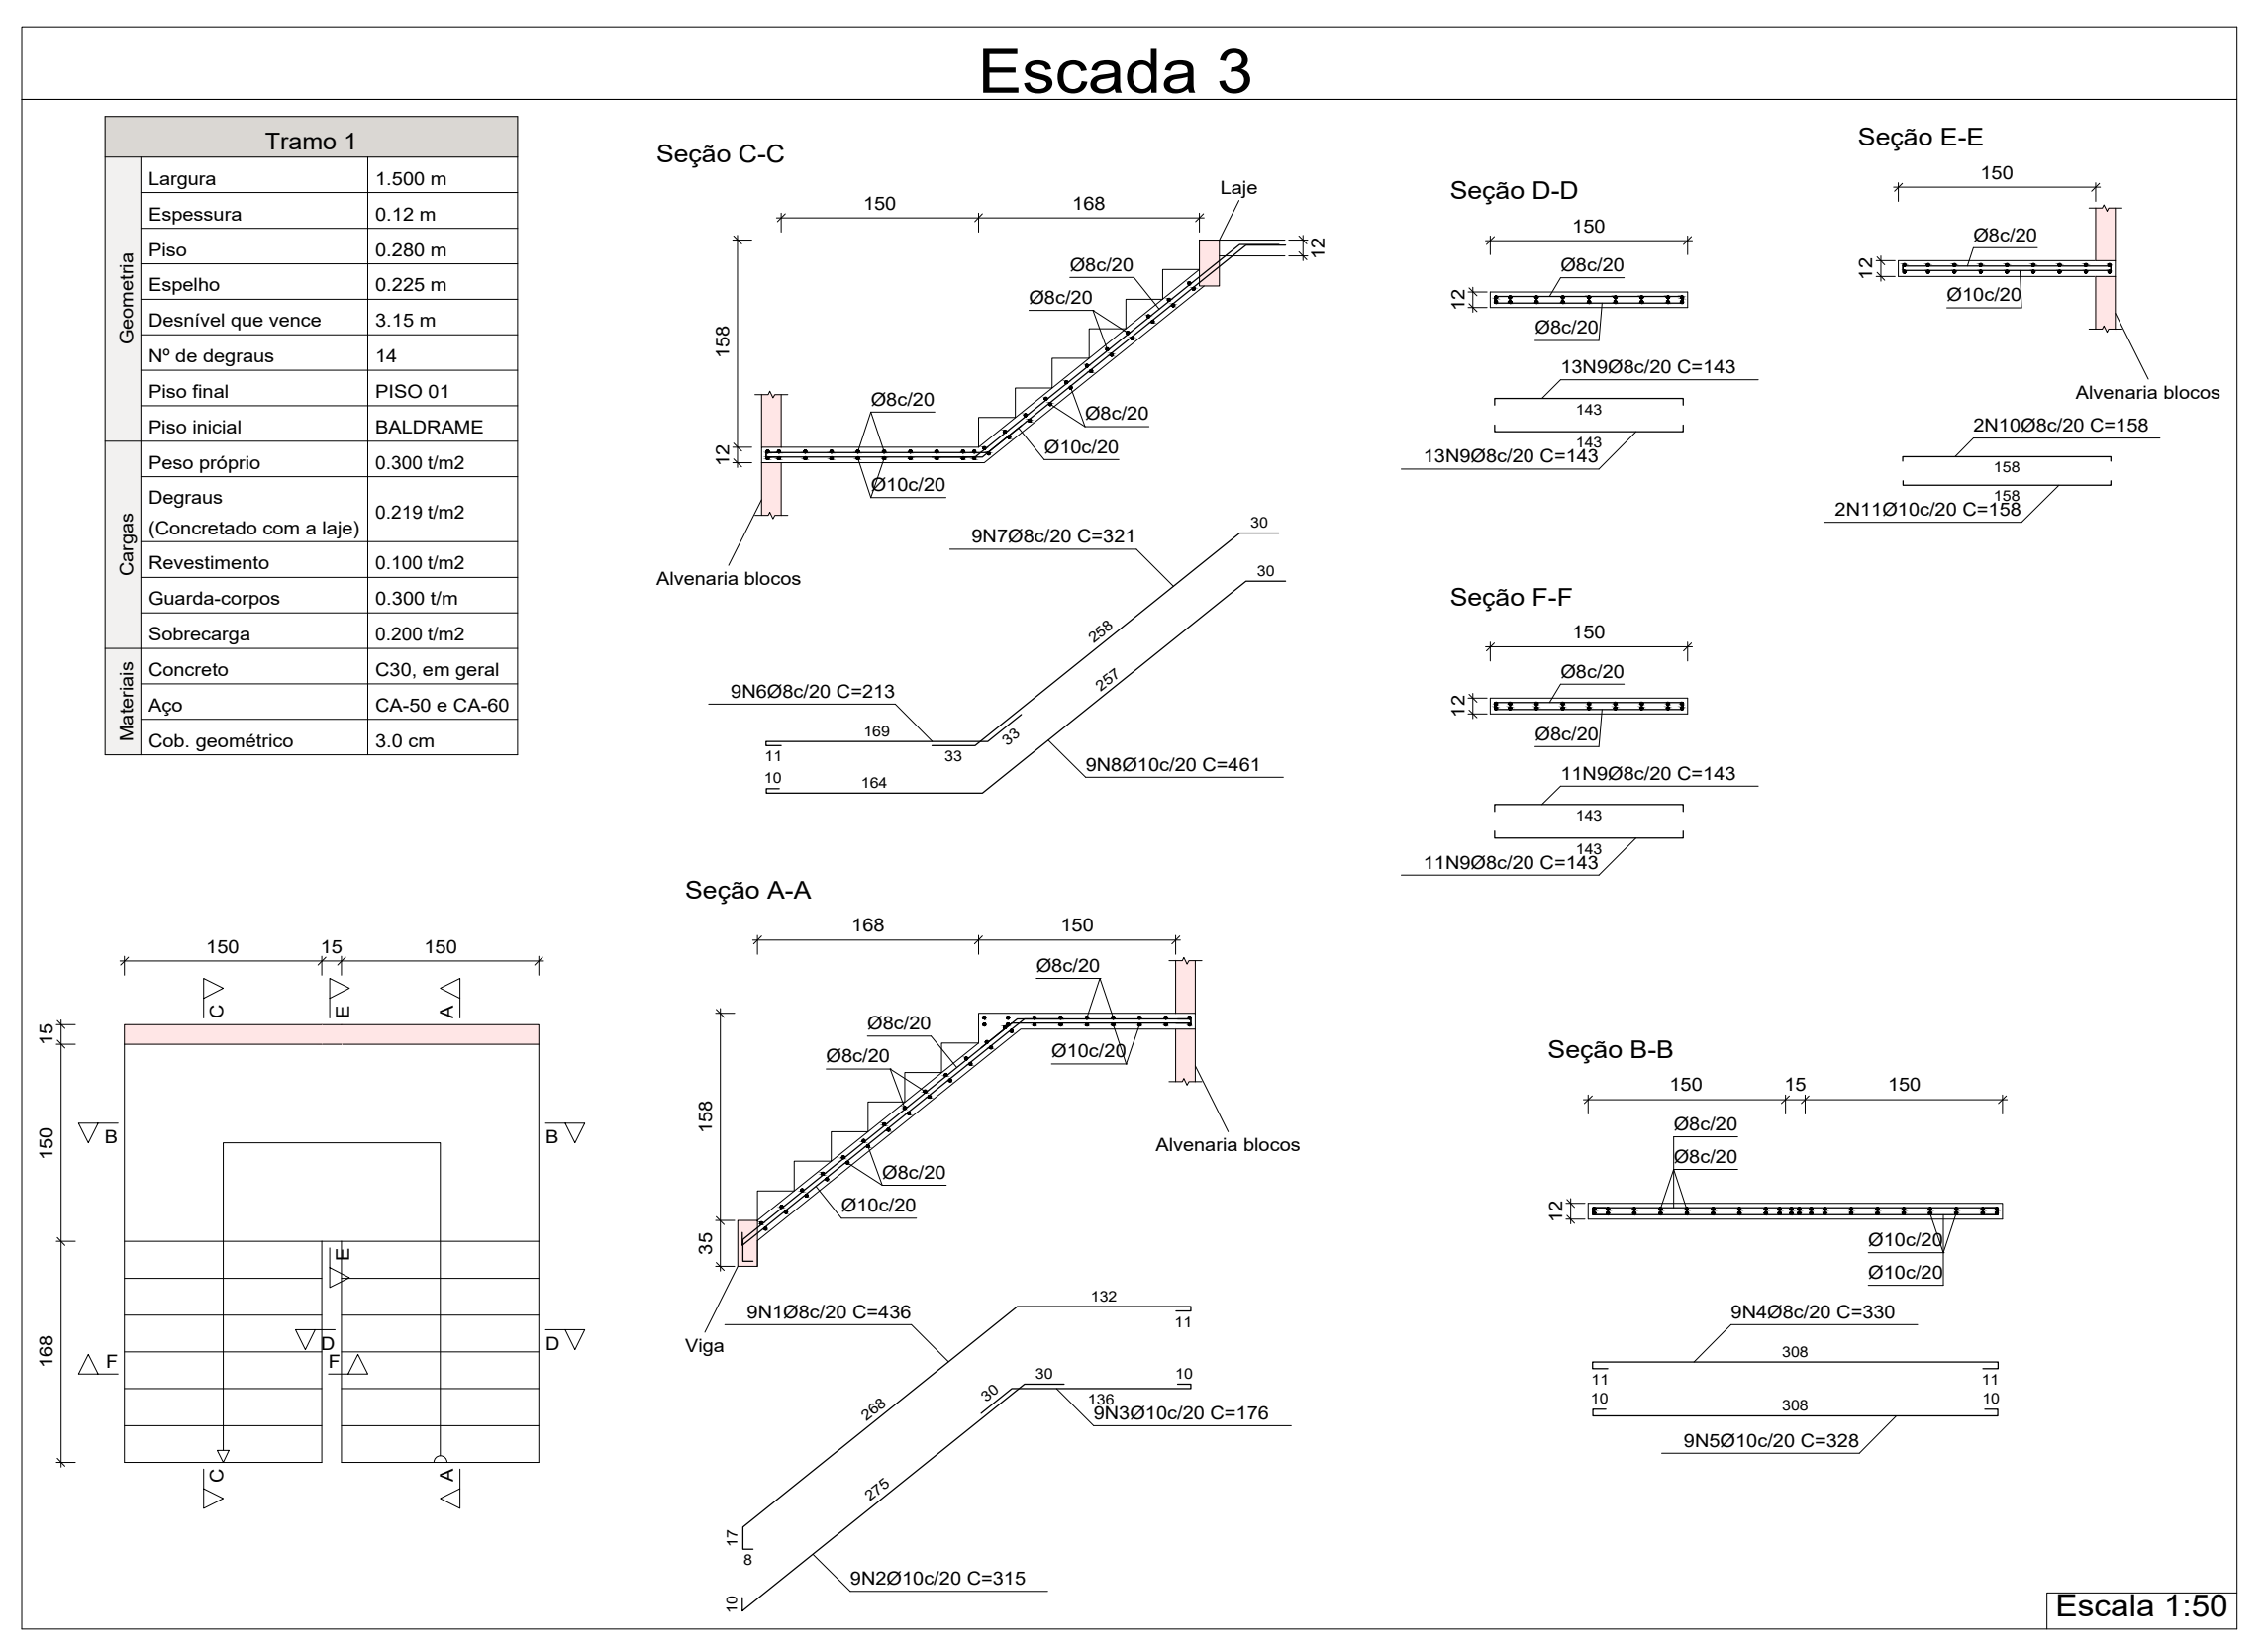 Escada 3
Tramo 1
Geometria
Largura 1.500 m
Espessura 0.12 m
Piso 0.280 m
Espelho 0.225 m
Desnível que vence 3.15 m
Nº de degraus 14
Piso final PISO 01
Piso inicial BALDRAME
Cargas
Peso próprio 0.300 t/m2
Degraus
(Concretado com a laje) 0.219 t/m2
Revestimento 0.100 t/m2
Guarda-corpos 0.300 t/m
Sobrecarga 0.200 t/m2
Materiais
Concreto C30, em geral
Aço CA-50 e CA-60
Cob. geométrico 3.0 cm
Seção C-C
Laje
150 168
12
Ø8c/20
Ø8c/20
158
Ø8c/20
Ø8c/20
Ø10c/20
12
Ø10c/20
Alvenaria blocos
30
9N7Ø8c/20 C=321
30
258
257
9N6Ø8c/20 C=213
169
33
11
33
10
164
9N8Ø10c/20 C=461
Seção D-D
150
Ø8c/20
12
Ø8c/20
13N9Ø8c/20 C=143
143
143
13N9Ø8c/20 C=143
Seção E-E
150
Ø8c/20
12
Ø10c/20
Alvenaria blocos
2N10Ø8c/20 C=158
158
158
2N11Ø10c/20 C=158
Seção F-F
150
Ø8c/20
12
Ø8c/20
11N9Ø8c/20 C=143
143
143
11N9Ø8c/20 C=143
150 15 150
C E A
15
150
B B
E
168
D D
F F
C A
Seção A-A
168 150
Ø8c/20
Ø8c/20
Ø8c/20
Ø10c/20
158
Alvenaria blocos
Ø8c/20
Ø10c/20
35
Viga
9N1Ø8c/20 C=436
132
11
268
30
30
10
136
9N3Ø10c/20 C=176
275
17
8
9N2Ø10c/20 C=315
10
Seção B-B
150 15 150
Ø8c/20
Ø8c/20
12
Ø10c/20
Ø10c/20
9N4Ø8c/20 C=330
308
11 11
10 10
308
9N5Ø10c/20 C=328
Escala 1:50